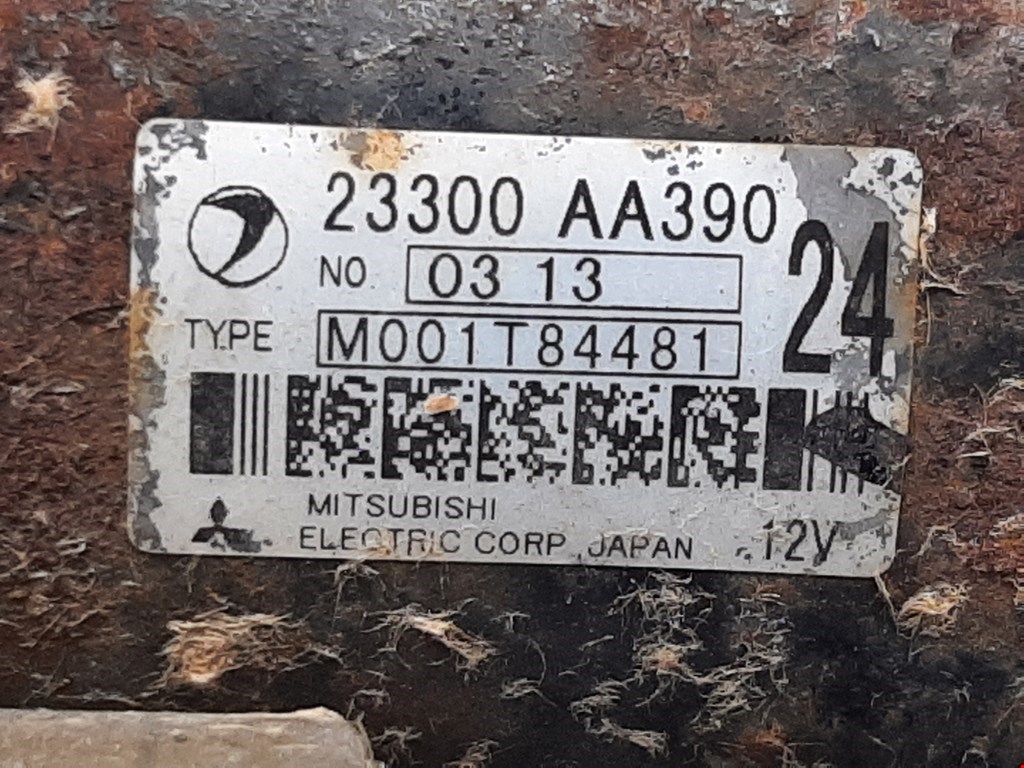 23300 AA390
24
NO. 03 13
TYPE M001T84481
MITSUBISHI
ELECTRIC CORP. JAPAN 12V